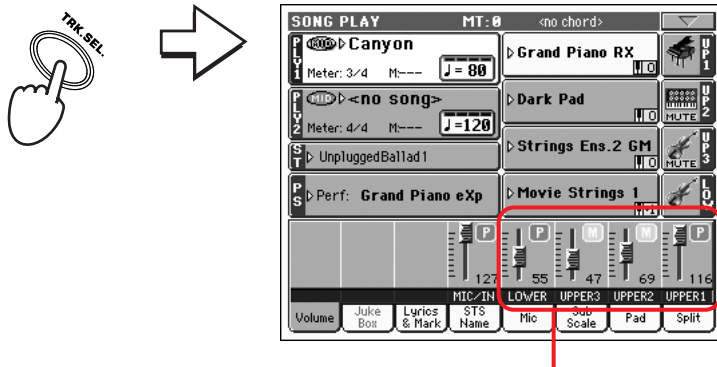 TRK.SEL.
SONG PLAY MT:0 <no chord>
PLY1 MID Canyon
Meter: 3/4 M:--- ♩= 80
Grand Piano RX
0
UP1
PLY2 MID <no song>
Meter: 4/4 M:--- ♩=120
Dark Pad
0
MUTE UP2
ST UnpluggedBallad1
Strings Ens.2 GM
0
MUTE UP3
PS Perf: Grand Piano eXp
Movie Strings 1
-1
LOW
P P M M P
127 55 47 69 116
MIC/IN LOWER UPPER3 UPPER2 UPPER1
Volume
Juke Box
Lyrics & Mark
STS Name
Mic
Sub Scale
Pad
Split